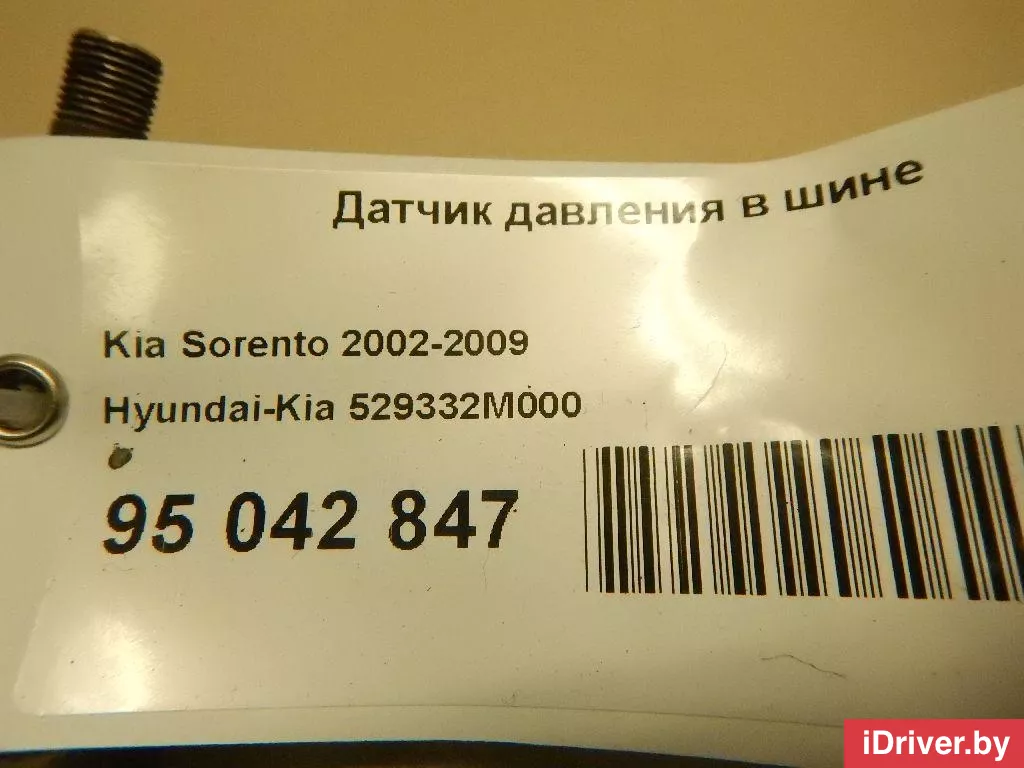 Датчик давления в шине
Kia Sorento 2002-2009
Hyundai-Kia 529332M000
95 042 847
iDriver.by